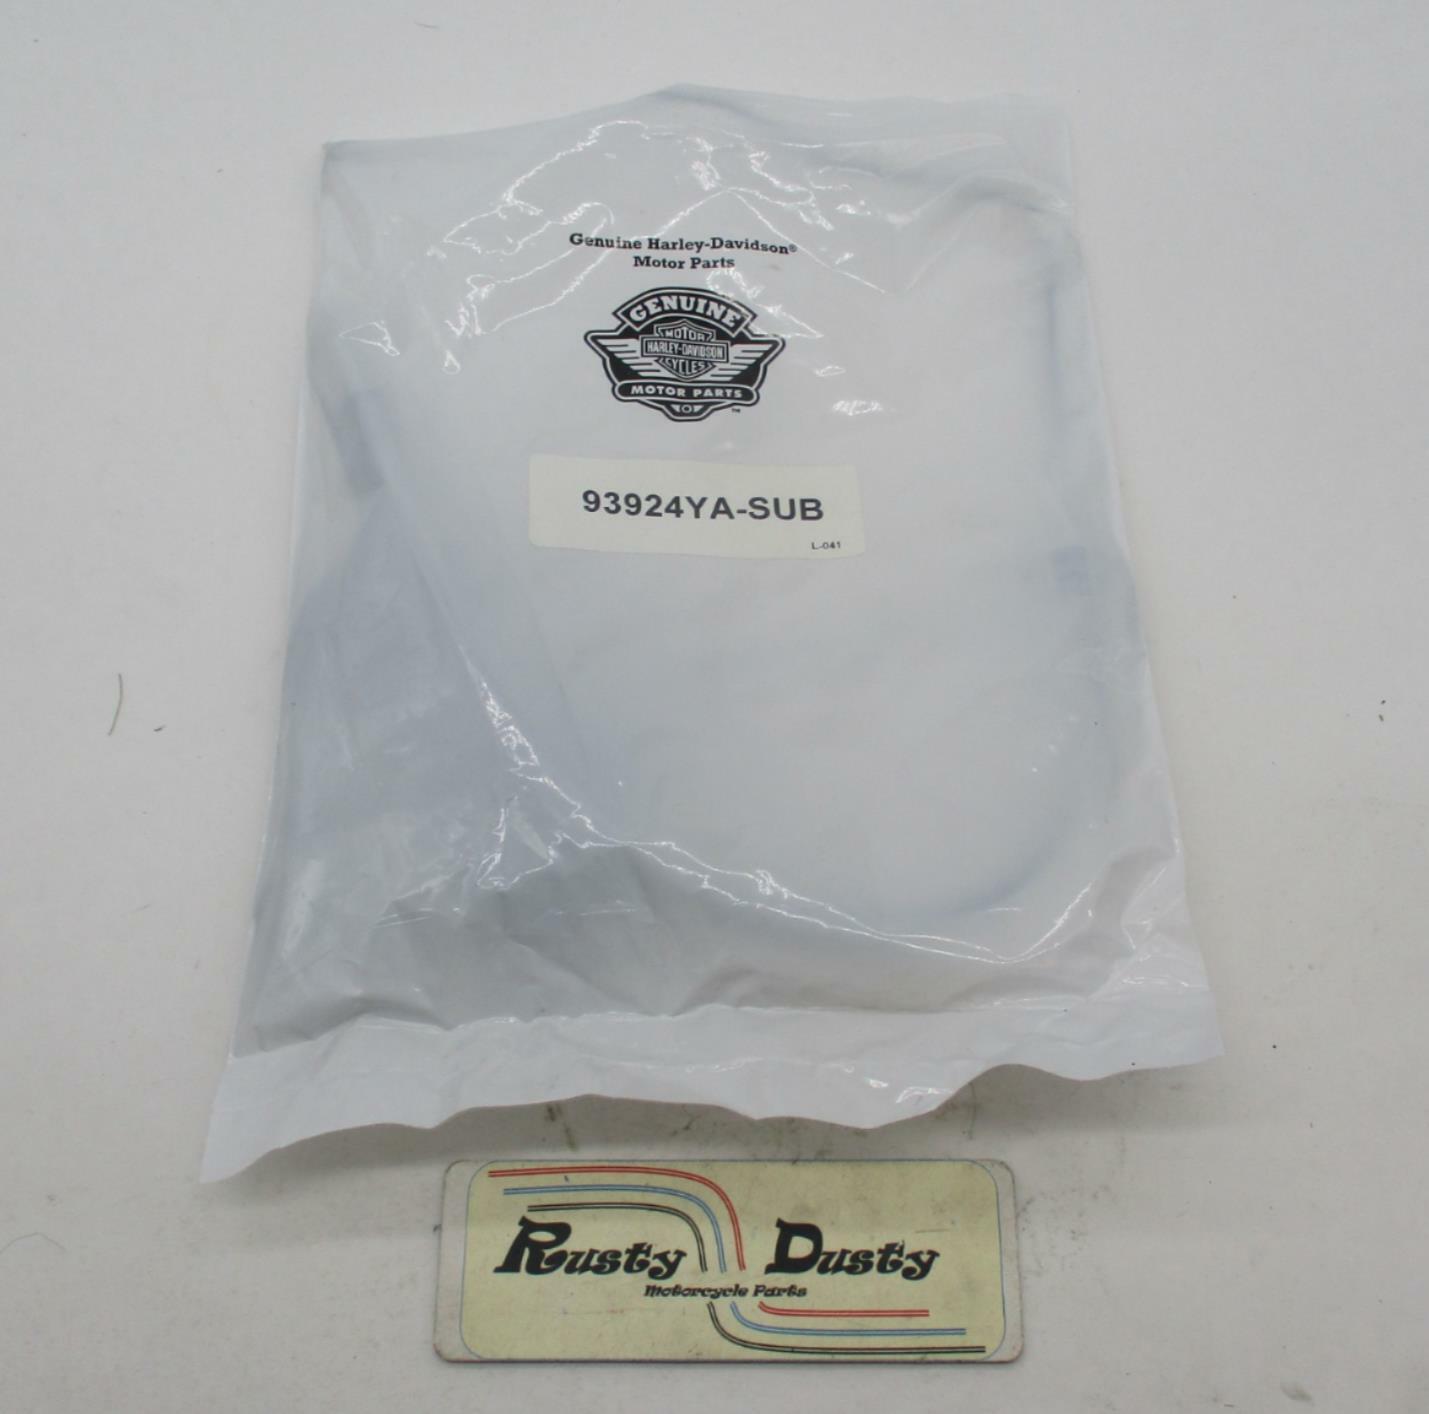 Genuine Harley-Davidson®
Motor Parts
GENUINE
MOTOR
HARLEY-DAVIDSON
CYCLES
MOTOR PARTS
™
93924YA-SUB
L-041
Rusty Dusty
Motorcycle Parts